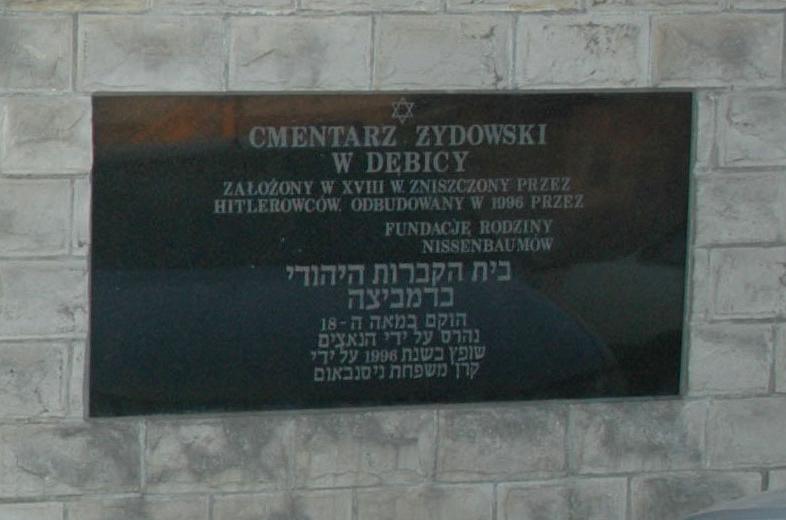 CMENTARZ ŻYDOWSKI
W DĘBICY
ZAŁOŻONY W XVIII W. ZNISZCZONY PRZEZ
HITLEROWCÓW. ODBUDOWANY W 1996 PRZEZ
FUNDACJĘ RODZINY
NISSENBAUMÓW
בית הקברות היהודי
בדמביצה
הוקם במאה ה-18
נהרס על ידי הנאצים
שופץ בשנת 1996 על ידי
קרן משפחת ניסנבאום